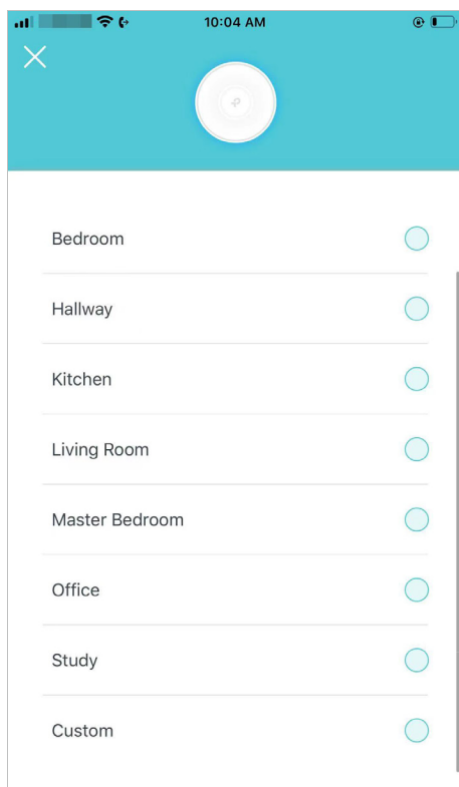 10:04 AM
Bedroom
Hallway
Kitchen
Living Room
Master Bedroom
Office
Study
Custom